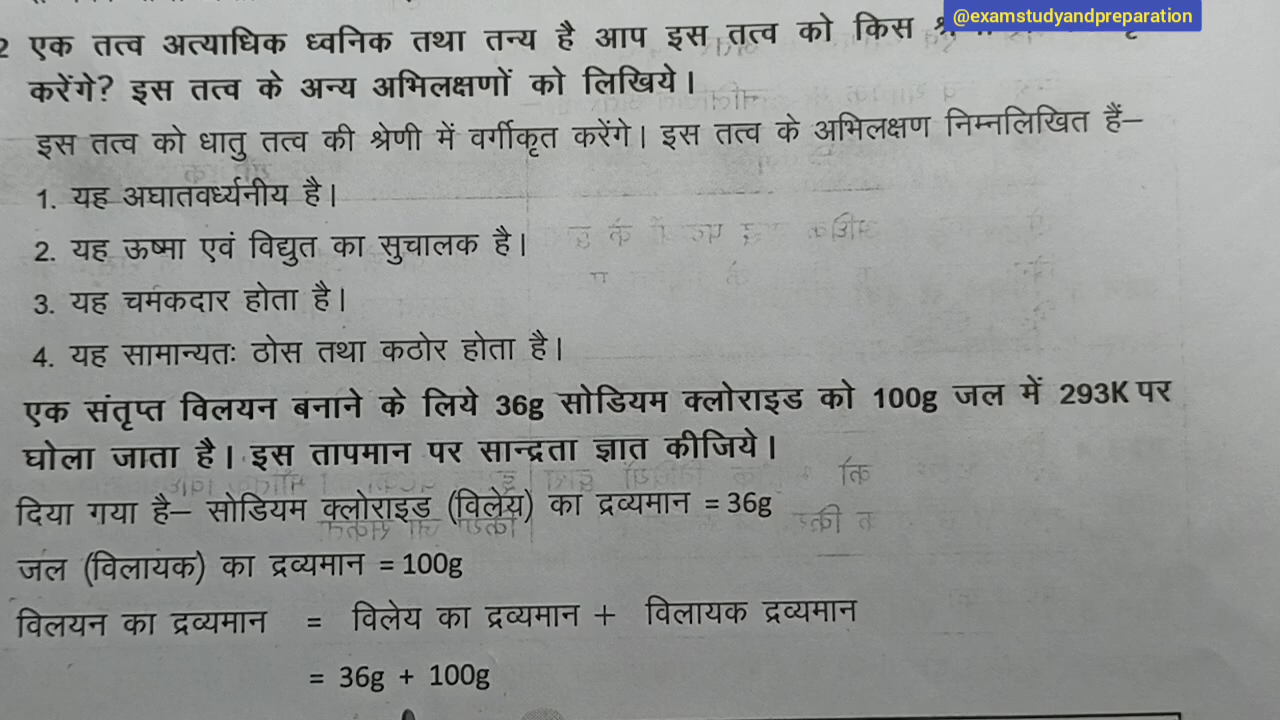 @examstudyandpreparation
2 एक तत्व अत्याधिक ध्वनिक तथा तन्य है आप इस तत्व को किस
करेंगे? इस तत्व के अन्य अभिलक्षणों को लिखिये।
इस तत्व को धातु तत्व की श्रेणी में वर्गीकृत करेंगे। इस तत्व के अभिलक्षण निम्नलिखित हैं–
1. यह अघातवर्ध्यनीय है।
2. यह ऊष्मा एवं विद्युत का सुचालक है।
3. यह चमकदार होता है।
4. यह सामान्यतः ठोस तथा कठोर होता है।
एक संतृप्त विलयन बनाने के लिये 36g सोडियम क्लोराइड को 100g जल में 293K पर
घोला जाता है। इस तापमान पर सान्द्रता ज्ञात कीजिये।
दिया गया है– सोडियम क्लोराइड (विलेय) का द्रव्यमान = 36g
जल (विलायक) का द्रव्यमान = 100g
विलयन का द्रव्यमान = विलेय का द्रव्यमान + विलायक द्रव्यमान
= 36g + 100g